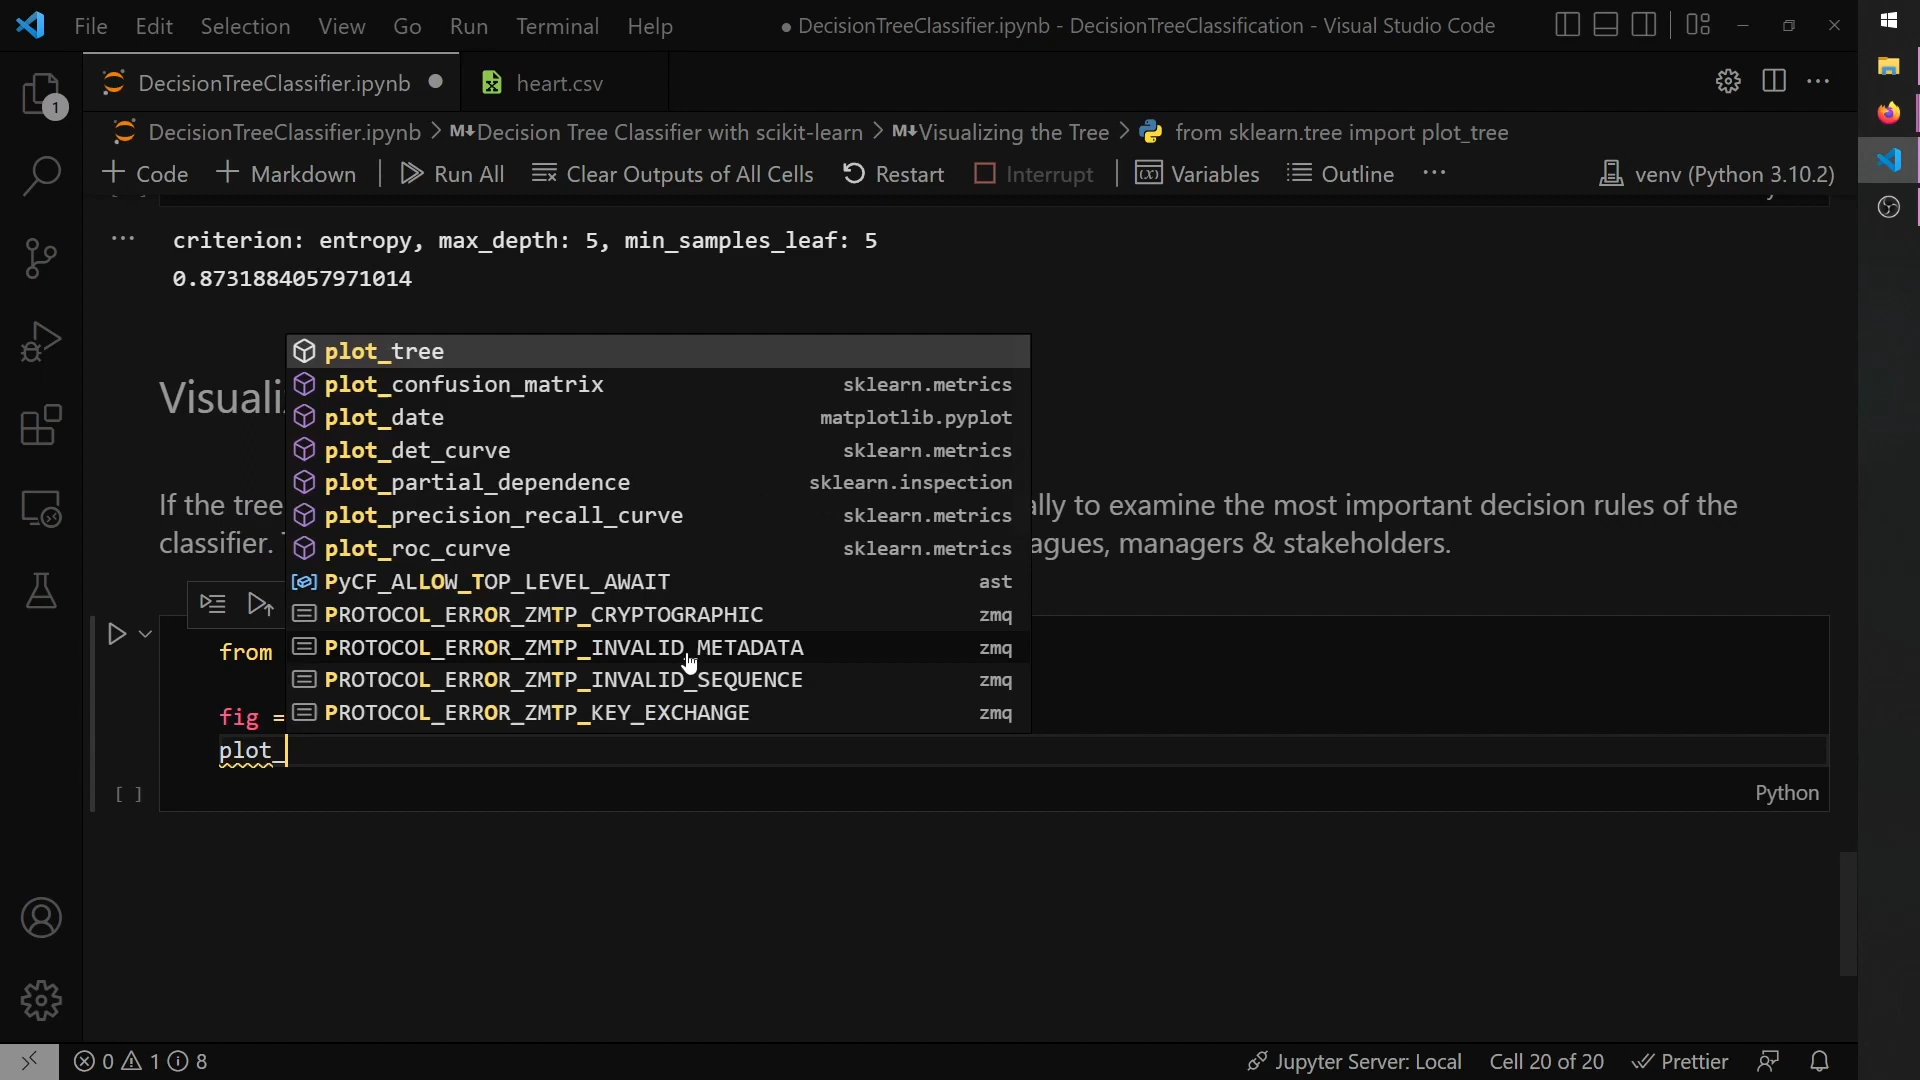 File Edit Selection View Go Run Terminal Help
● DecisionTreeClassifier.ipynb - DecisionTreeClassification - Visual Studio Code
DecisionTreeClassifier.ipynb ●
heart.csv
DecisionTreeClassifier.ipynb > M↓Decision Tree Classifier with scikit-learn > M↓Visualizing the Tree > from sklearn.tree import plot_tree
+ Code + Markdown | Run All Clear Outputs of All Cells Restart Interrupt | Variables Outline ··· venv (Python 3.10.2)
criterion: entropy, max_depth: 5, min_samples_leaf: 5
0.8731884057971014
Visuali
plot_tree
plot_confusion_matrix sklearn.metrics
plot_date matplotlib.pyplot
plot_det_curve sklearn.metrics
plot_partial_dependence sklearn.inspection
plot_precision_recall_curve sklearn.metrics
plot_roc_curve sklearn.metrics
PyCF_ALLOW_TOP_LEVEL_AWAIT ast
PROTOCOL_ERROR_ZMTP_CRYPTOGRAPHIC zmq
PROTOCOL_ERROR_ZMTP_INVALID_METADATA zmq
PROTOCOL_ERROR_ZMTP_INVALID_SEQUENCE zmq
PROTOCOL_ERROR_ZMTP_KEY_EXCHANGE zmq
If the tree ally to examine the most important decision rules of the
classifier. agues, managers & stakeholders.
from
fig =
plot_
[ ]
Python
1
0 1 8
Jupyter Server: Local Cell 20 of 20 Prettier